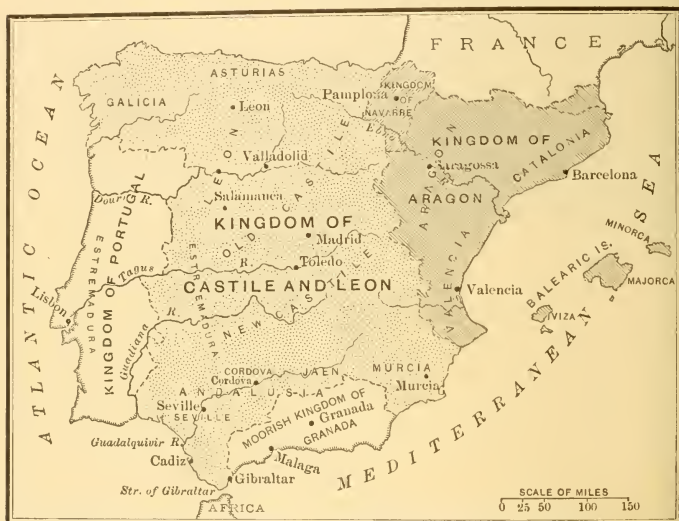 FRANCE
ATLANTIC OCEAN
ASTURIAS
GALICIA
Leon
Pamplona
KINGDOM
OF
NAVARRE
Ebro
KINGDOM OF
ARAGON
CATALONIA
Valladolid
LEON
OLD CASTILE
Saragossa
Barcelona
ARAGON
Salamanca
Douro R.
KINGDOM OF PORTUGAL
ESTREMADURA
KINGDOM OF
CASTILE AND LEON
Madrid
Tagus R.
Toledo
Lisbon
ESTREMADURA
NEW CASTILE
VALENCIA
Valencia
BALEARIC IS.
MINORCA
MAJORCA
IVIZA
Guadiana R.
CORDOVA
Cordova
JAEN
MURCIA
Murcia
ANDALUSIA
Seville
SEVILLE
MOORISH KINGDOM OF
GRANADA
Granada
Guadalquivir R.
Cadiz
Malaga
Gibraltar
Str. of Gibraltar
AFRICA
MEDITERRANEAN SEA
SCALE OF MILES
0 25 50 100 150